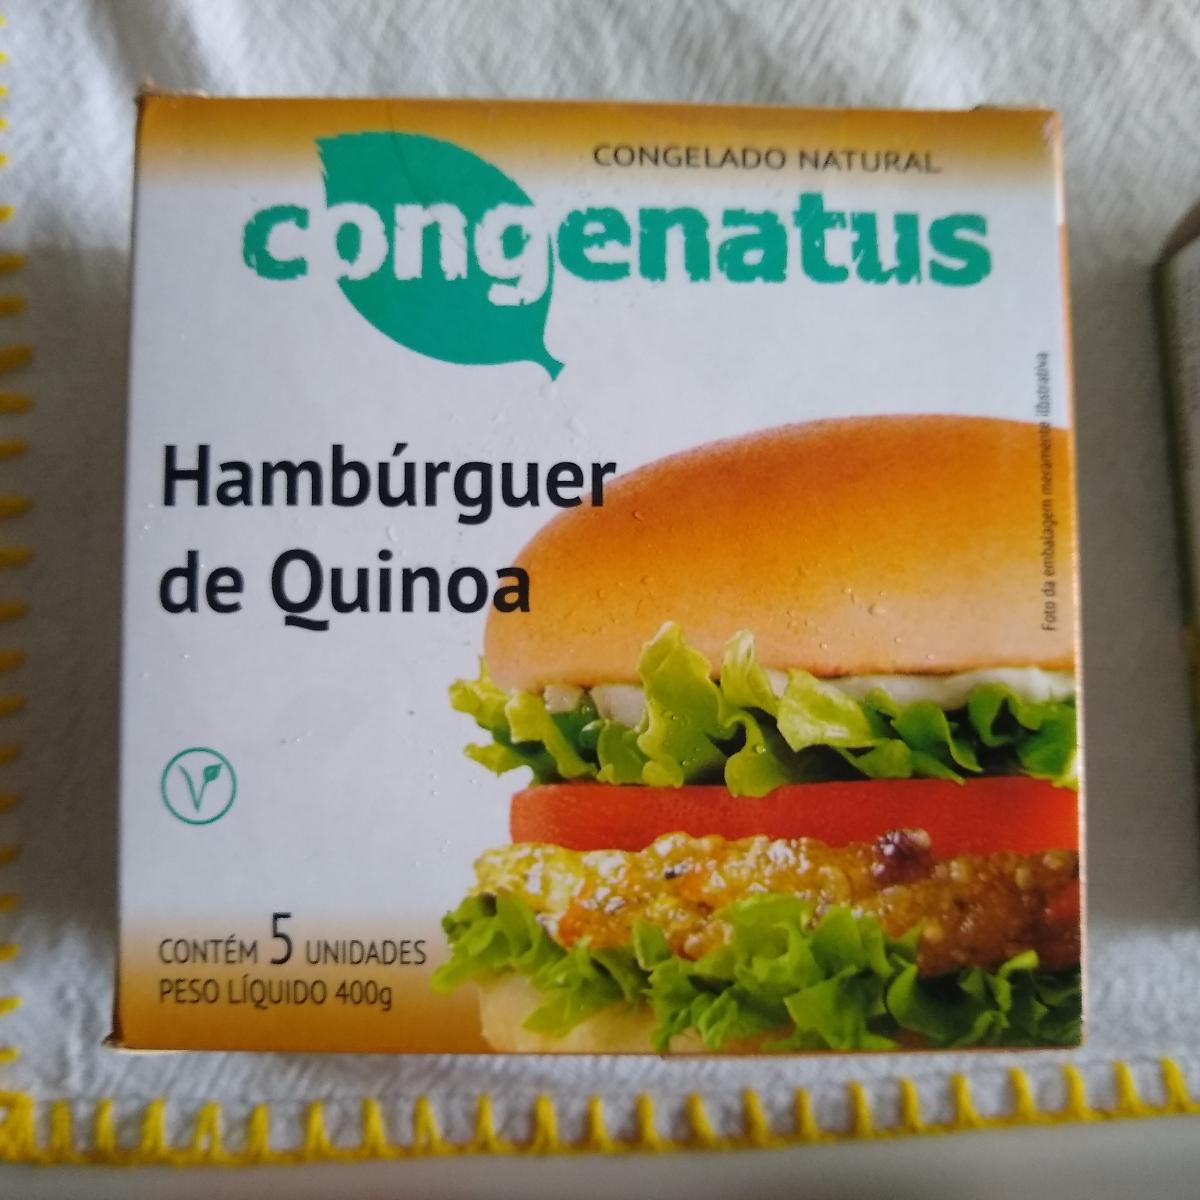 CONGELADO NATURAL
congenatus
Hambúrguer
de Quinoa
Foto da embalagem meramente ilustrativa
CONTÉM 5 UNIDADES
PESO LÍQUIDO 400g